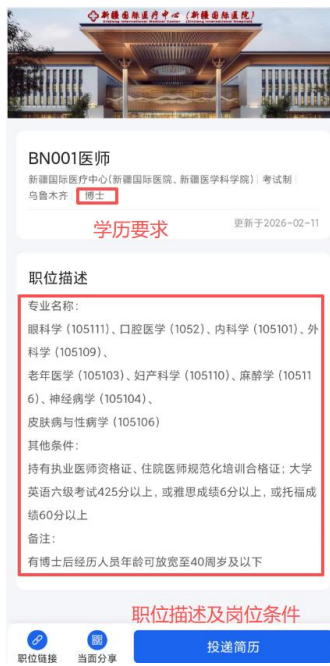 新疆国际医疗中心（新疆国际医院）
BN001医师
新疆国际医疗中心(新疆国际医院、新疆医学科学院) | 考试制
乌鲁木齐 博士
学历要求
更新于2026-02-11
职位描述
专业名称：
眼科学 (105111)、口腔医学 (1052)、内科学 (105101)、外
科学 (105109)、
老年医学 (105103)、妇产科学 (105110)、麻醉学 (10511
6)、神经病学 (105104)、
皮肤病与性病学 (105106)
其他条件：
持有执业医师资格证、住院医师规范化培训合格证；大学
英语六级考试425分以上，或雅思成绩6分以上，或托福成
绩60分以上
备注：
有博士后经历人员年龄可放宽至40周岁及以下
职位描述及岗位条件
职位链接
当面分享
投递简历